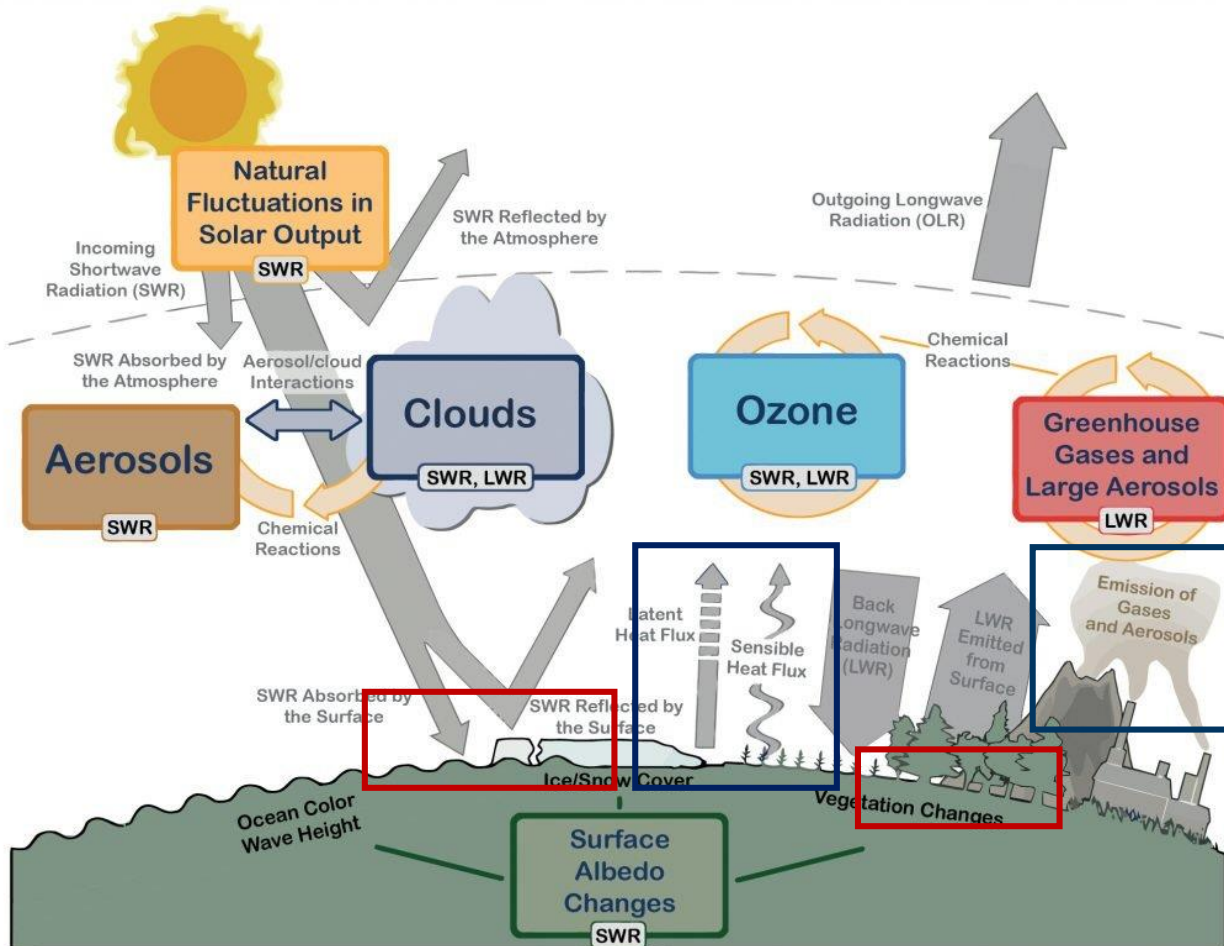 Natural
Fluctuations in
Solar Output
SWR
Incoming
Shortwave
Radiation (SWR)
SWR Reflected by
the Atmosphere
Outgoing Longwave
Radiation (OLR)
SWR Absorbed by
the Atmosphere
Aerosol/cloud
Interactions
Chemical
Reactions
Aerosols
SWR
Clouds
SWR, LWR
Ozone
SWR, LWR
Greenhouse
Gases and
Large Aerosols
LWR
Chemical
Reactions
Emission of
Gases
and Aerosols
Latent
Heat Flux
Sensible
Heat Flux
Back
Longwave
Radiation
(LWR)
LWR
Emitted
from
Surface
SWR Absorbed by
the Surface
SWR Reflected by
the Surface
Ice/Snow Cover
Ocean Color
Wave Height
Vegetation Changes
Surface
Albedo
Changes
SWR